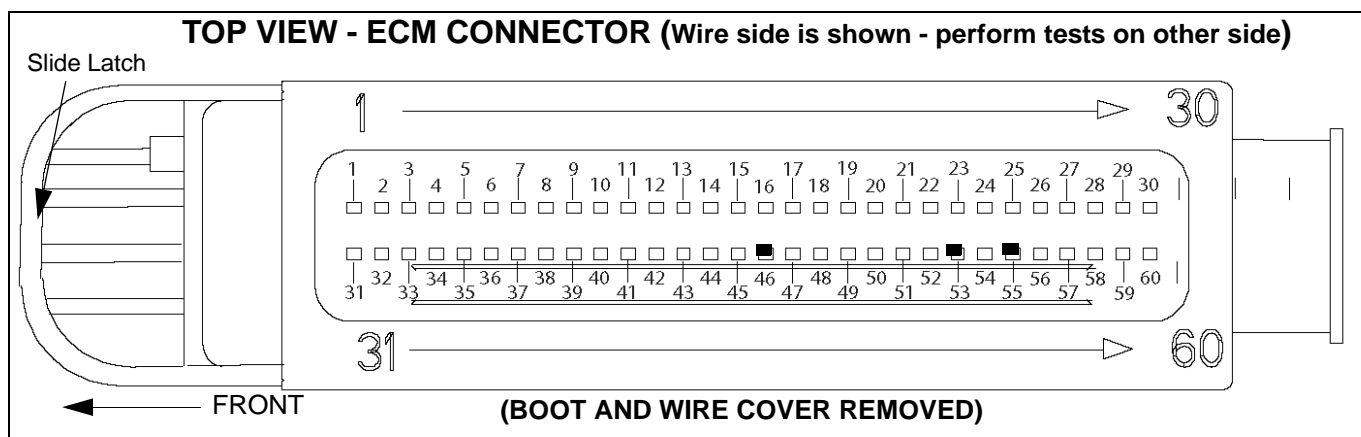 TOP VIEW - ECM CONNECTOR (Wire side is shown - perform tests on other side)
Slide Latch
1 30
1 3 5 7 9 11 13 15 17 19 21 23 25 27 29
2 4 6 8 10 12 14 16 18 20 22 24 26 28 30
32 34 36 38 40 42 44 46 48 50 52 54 56 58 60
31 33 35 37 39 41 43 45 47 49 51 53 55 57 59
31 60
FRONT
(BOOT AND WIRE COVER REMOVED)